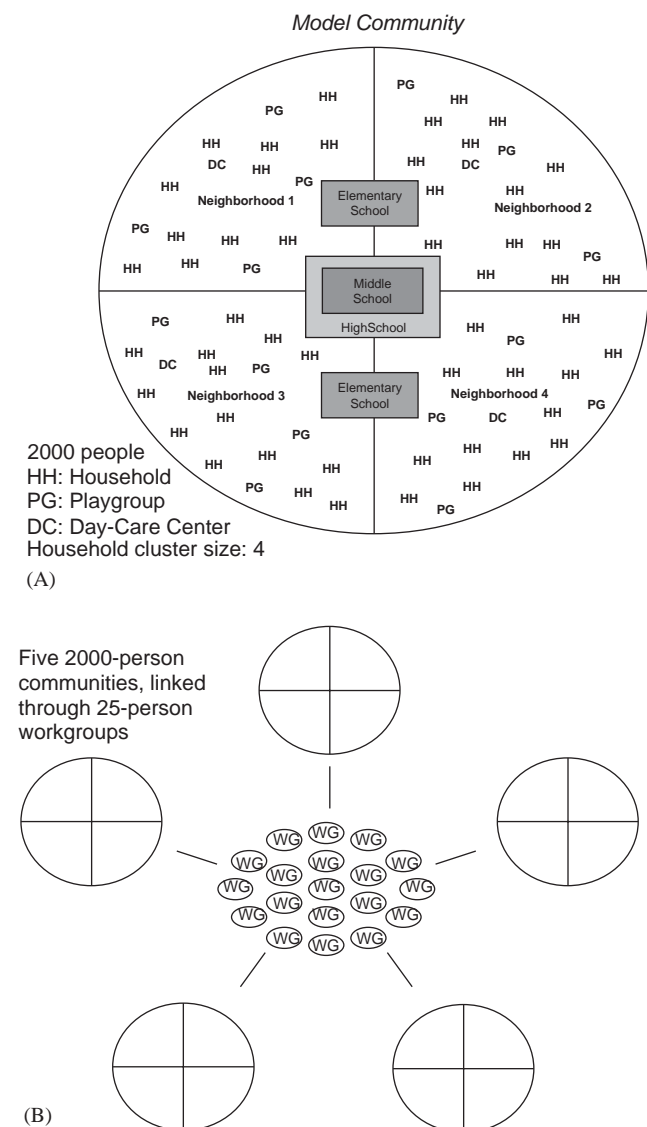 Model Community
PG HH
HH HH HH
DC HH
HH PG
Neighborhood 1
PG HH HH HH
HH HH PG
PG
HH
HH HH
HH PG
HH DC HH
HH HH
Neighborhood 2
HH HH HH
PG
HH HH HH
Elementary
School
Middle
School
HighSchool
PG HH
HH HH HH
DC HH PG
HH
Neighborhood 3
HH
HH PG
HH HH HH
PG HH HH
HH
HH PG
HH HH HH
Neighborhood 4
PG DC HH PG
HH HH HH HH
HH HH
PG
Elementary
School
2000 people
HH: Household
PG: Playgroup
DC: Day-Care Center
Household cluster size: 4
(A)
Five 2000-person
communities, linked
through 25-person
workgroups
WG WG WG
WG WG WG
WG WG
WG WG WG
WG WG
WG WG WG
WG WG WG
(B)